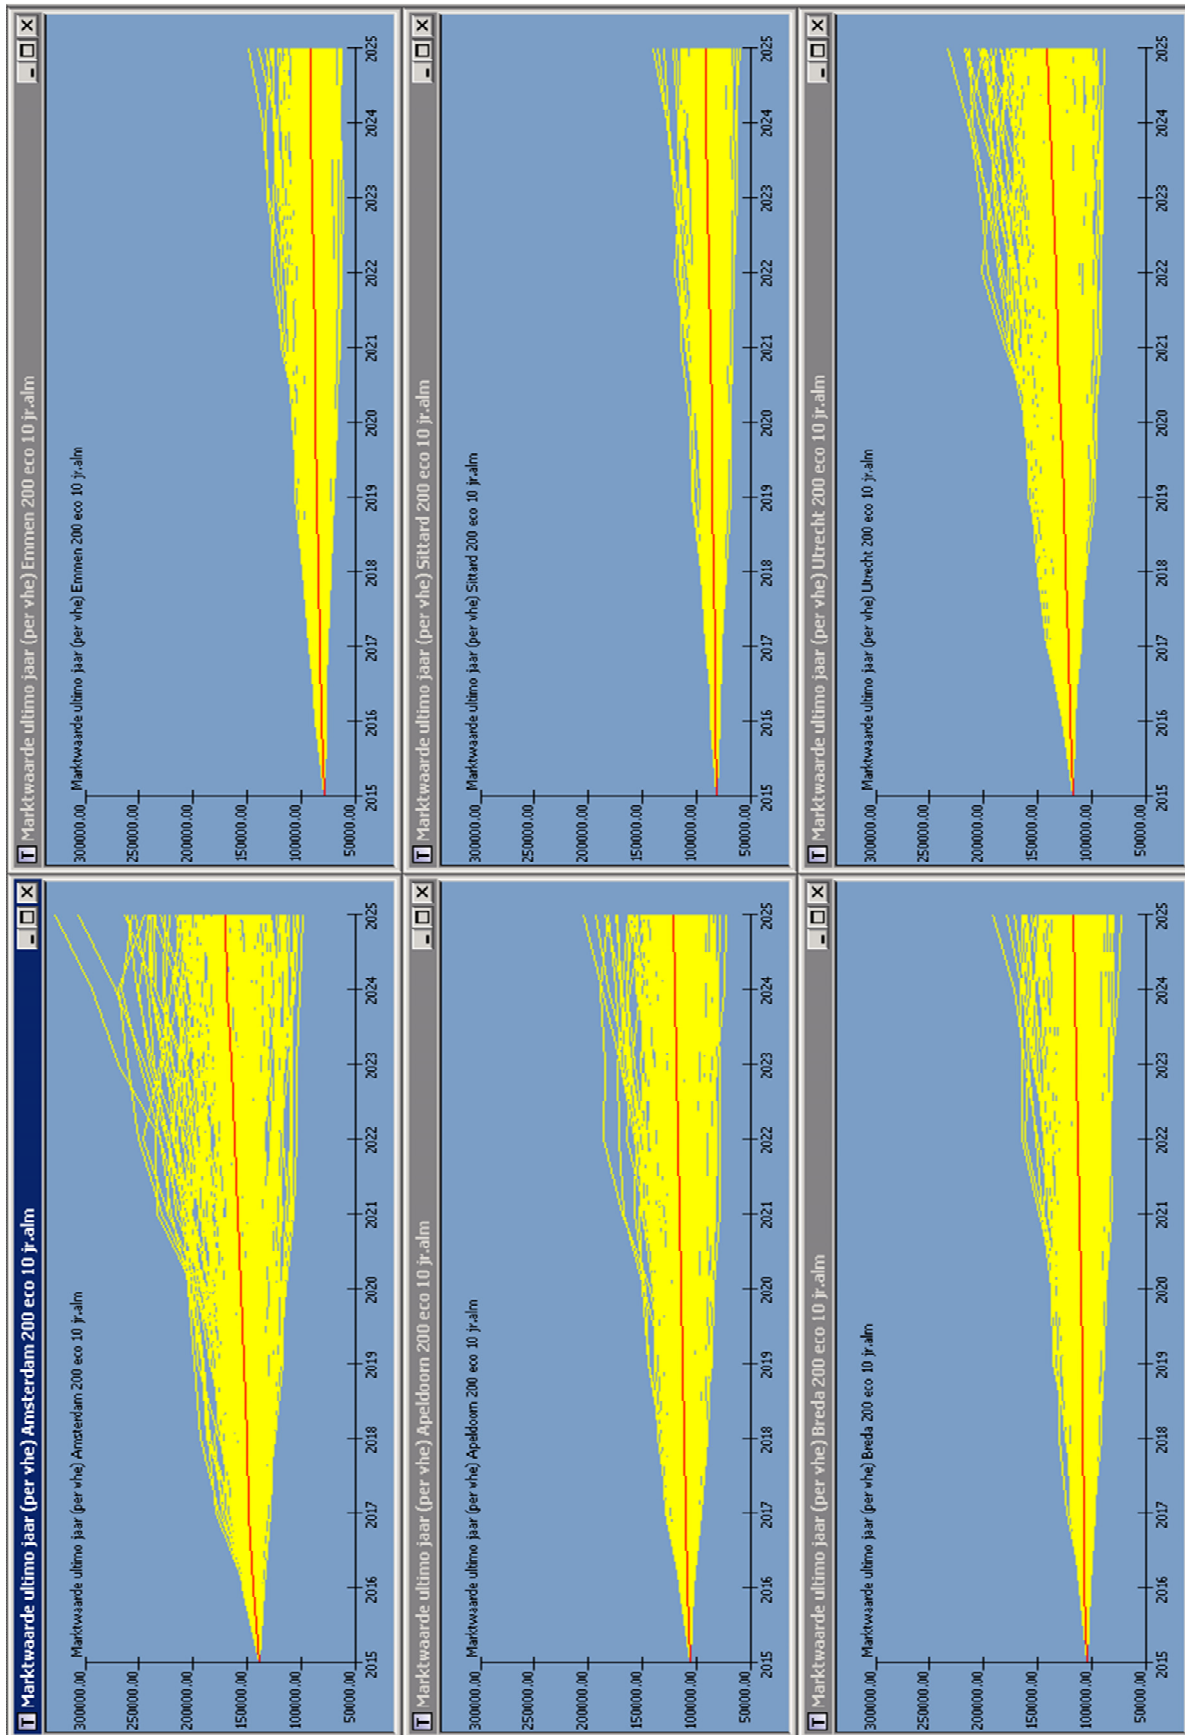 Marktwaarde ultimo jaar (per vhe) Amsterdam 200 eco 10 jr.alm
Marktwaarde ultimo jaar (per vhe) Amsterdam 200 eco 10 jr.alm
300000.00
250000.00
200000.00
150000.00
100000.00
50000.00
2015 2016 2017 2018 2019 2020 2021 2022 2023 2024 2025
Marktwaarde ultimo jaar (per vhe) Emmen 200 eco 10 jr.alm
Marktwaarde ultimo jaar (per vhe) Emmen 200 eco 10 jr.alm
300000.00
250000.00
200000.00
150000.00
100000.00
50000.00
2015 2016 2017 2018 2019 2020 2021 2022 2023 2024 2025
Marktwaarde ultimo jaar (per vhe) Apeldoorn 200 eco 10 jr.alm
Marktwaarde ultimo jaar (per vhe) Apeldoorn 200 eco 10 jr.alm
300000.00
250000.00
200000.00
150000.00
100000.00
50000.00
2015 2016 2017 2018 2019 2020 2021 2022 2023 2024 2025
Marktwaarde ultimo jaar (per vhe) Sittard 200 eco 10 jr.alm
Marktwaarde ultimo jaar (per vhe) Sittard 200 eco 10 jr.alm
300000.00
250000.00
200000.00
150000.00
100000.00
50000.00
2015 2016 2017 2018 2019 2020 2021 2022 2023 2024 2025
Marktwaarde ultimo jaar (per vhe) Breda 200 eco 10 jr.alm
Marktwaarde ultimo jaar (per vhe) Breda 200 eco 10 jr.alm
300000.00
250000.00
200000.00
150000.00
100000.00
50000.00
2015 2016 2017 2018 2019 2020 2021 2022 2023 2024 2025
Marktwaarde ultimo jaar (per vhe) Utrecht 200 eco 10 jr.alm
Marktwaarde ultimo jaar (per vhe) Utrecht 200 eco 10 jr.alm
300000.00
250000.00
200000.00
150000.00
100000.00
50000.00
2015 2016 2017 2018 2019 2020 2021 2022 2023 2024 2025